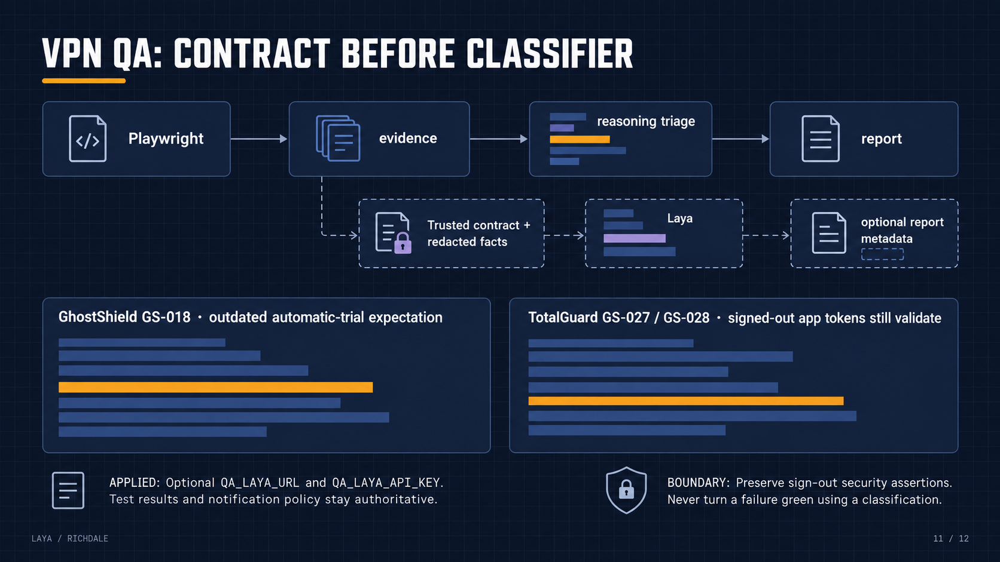 VPN QA: CONTRACT BEFORE CLASSIFIER
Playwright
evidence
reasoning triage
report
Trusted contract +
redacted facts
Laya
optional report
metadata
GhostShield GS-018 · outdated automatic-trial expectation
TotalGuard GS-027 / GS-028 · signed-out app tokens still validate
APPLIED: Optional QA_LAYA_URL and QA_LAYA_API_KEY.
Test results and notification policy stay authoritative.
BOUNDARY: Preserve sign-out security assertions.
Never turn a failure green using a classification.
LAYA / RICHDALE
11 / 12